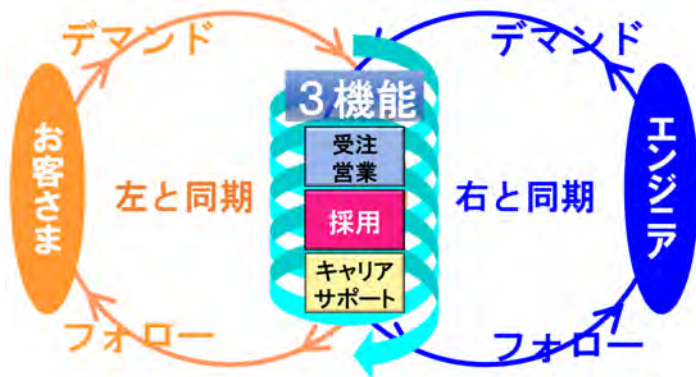 デマンド
デマンド
3機能
お客さま
エンジニア
受注
営業
左と同期
右と同期
採用
キャリア
サポート
フォロー
フォロー